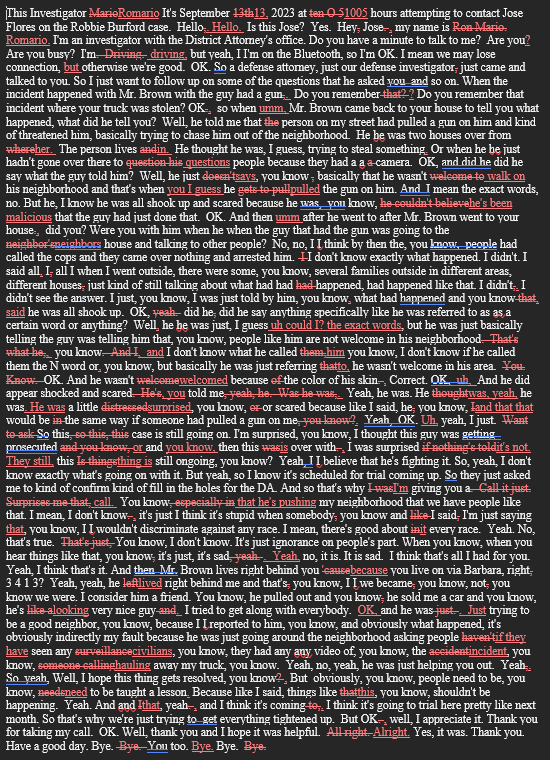 This Investigator MarioRomario It's September 13th13, 2023 at ten O 51005 hours attempting to contact Jose
Flores on the Robbie Burford case. Hello. Hello. Is this Jose? Yes. Hey, Jose , my name is Ron Mario.
Romario. I'm an investigator with the District Attorney's office. Do you have a minute to talk to me? Are you?
Are you busy? I'm. Driving. driving, but yeah, I I'm on the Bluetooth, so I'm OK. I mean we may lose
connection, but otherwise we're good. OK. So a defense attorney, just our defense investigator, just came and
talked to you. So I just want to follow up on some of the questions that he asked you and so on. When the
incident happened with Mr. Brown with the guy had a gun,. Do you remember that? ? Do you remember that
incident where your truck was stolen? OK , so when umm, Mr. Brown came back to your house to tell you what
happened, what did he tell you? Well, he told me that the person on my street had pulled a gun on him and kind
of threatened him, basically trying to chase him out of the neighborhood. He he was two houses over from
whereher. The person lives andin. He thought he was, I guess, trying to steal something. Or when he he just
hadn't gone over there to question his questions people because they had a a a-camera. OK, and did he did he
say what the guy told him? Well, he just doesn'tsays, you know , basically that he wasn't welcome to walk on
his neighborhood and that's when you I guess he gets to pullpulled the gun on him. And I mean the exact words,
no. But he, I know he was all shook up and scared because he was, you know, he couldn't believehe's been
malicious that the guy had just done that. OK. And then umm after he went to after Mr. Brown went to your
house , did you? Were you with him when he when the guy that had the gun was going to the
neighbor'sneighbors house and talking to other people? No, no, I I think by then the, you know, people had
called the cops and they came over nothing and arrested him. I I don't know exactly what happened. I didn't. I
said all I, all I when I went outside, there were some, you know, several families outside in different areas,
different houses, just kind of still talking about what had had had happened, had happened like that. I didn't , I
didn't see the answer. I just, you know, I was just told by him, you know, what had happened and you know that,
said he was all shook up. OK, yeah. did he, did he say anything specifically like he was referred to as as a
certain word or anything? Well, he he was just, I guess uh could I? the exact words, but he was just basically
telling the guy was telling him that, you know, people like him are not welcome in his neighborhood. That's
what he , you know. And I, and I don't know what he called them,him you know, I don't know if he called
them the N word or, you know, but basically he was just referring thatto, he wasn't welcome in his area. You.
Know. OK. And he wasn't welcomewelcomed because of the color of his skin , Correct. OK, uh, And he did
appear shocked and scared. He's, you told me, yeah, he. Was he was,. Yeah, he was. He thoughtwas, yeah, he
was. He was a little distressedsurprised, you know, or or scared because like I said, he, you know, Iand that that
would be in the same way if someone had pulled a gun on me, you know?. Yeah,. OK. Uh, yeah, I just. Want
to ask So this, so this, this case is still going on. I'm surprised, you know, I thought this guy was getting
prosecuted and you know, or and you know, then this wasis over with , I was surprised if nothing's toldit's not.
They still, this Is thingsthing is still ongoing, you know? Yeah, I I believe that he's fighting it. So, yeah, I don't
know exactly what's going on with it. But yeah, so I know it's scheduled for trial coming up. So they just asked
me to kind of confirm kind of fill in the holes for the DA. And so that's why I wasI'm giving you a . Call it just.
Surprises me that, call. You know, especially in that he's pushing my neighborhood that we have people like
that. I mean, I don't know , it's just I think it's stupid when somebody, you know and like I said, I'm just saying
that, you know, I I wouldn't discriminate against any race. I mean, there's good about init every race. Yeah. No,
that's true. That's just, You know, I don't know. It's just ignorance on people's part. When you know, when you
hear things like that, you know, it's just, it's sad, yeah. . Yeah. no, it is. It is sad. I think that's all I had for you.
Yeah, I think that's it. And then Mr. Brown lives right behind you 'causebecause you live on via Barbara, right,
3 4 1 3? Yeah, yeah, he leftlived right behind me and that's, you know, I I we became, you know, not, you
know we were. I consider him a friend. You know, he pulled out and you know, he sold me a car and you know,
he's like alooking very nice guy and , I tried to get along with everybody. OK, and he was just , . Just trying to
be a good neighbor, you know, because I I reported to him, you know, and obviously what happened, it's
obviously indirectly my fault because he was just going around the neighborhood asking people haven'tif they
have seen any surveillancecivilians, you know, they had any guy video of, you know, the accidentincident, you
know, someone callinghauling away my truck, you know. Yeah, no, yeah, he was just helping you out. Yeah,.
So yeah, Well, I hope this thing gets resolved, you know? . But obviously, you know, people need to be, you
know, needsneed to be taught a lesson. Because like I said, things like thatthis, you know, shouldn't be
happening. Yeah. And and Ithat, yeah , and I think it's coming to , I think it's going to trial here pretty like next
month. So that's why we're just trying to get everything tightened up. But OK , well, I appreciate it. Thank you
for taking my call. OK. Well, thank you and I hope it was helpful. All right. Alright. Yes, it was. Thank you.
Have a good day. Bye. Bye. You too. Bye. Bye. Bye.